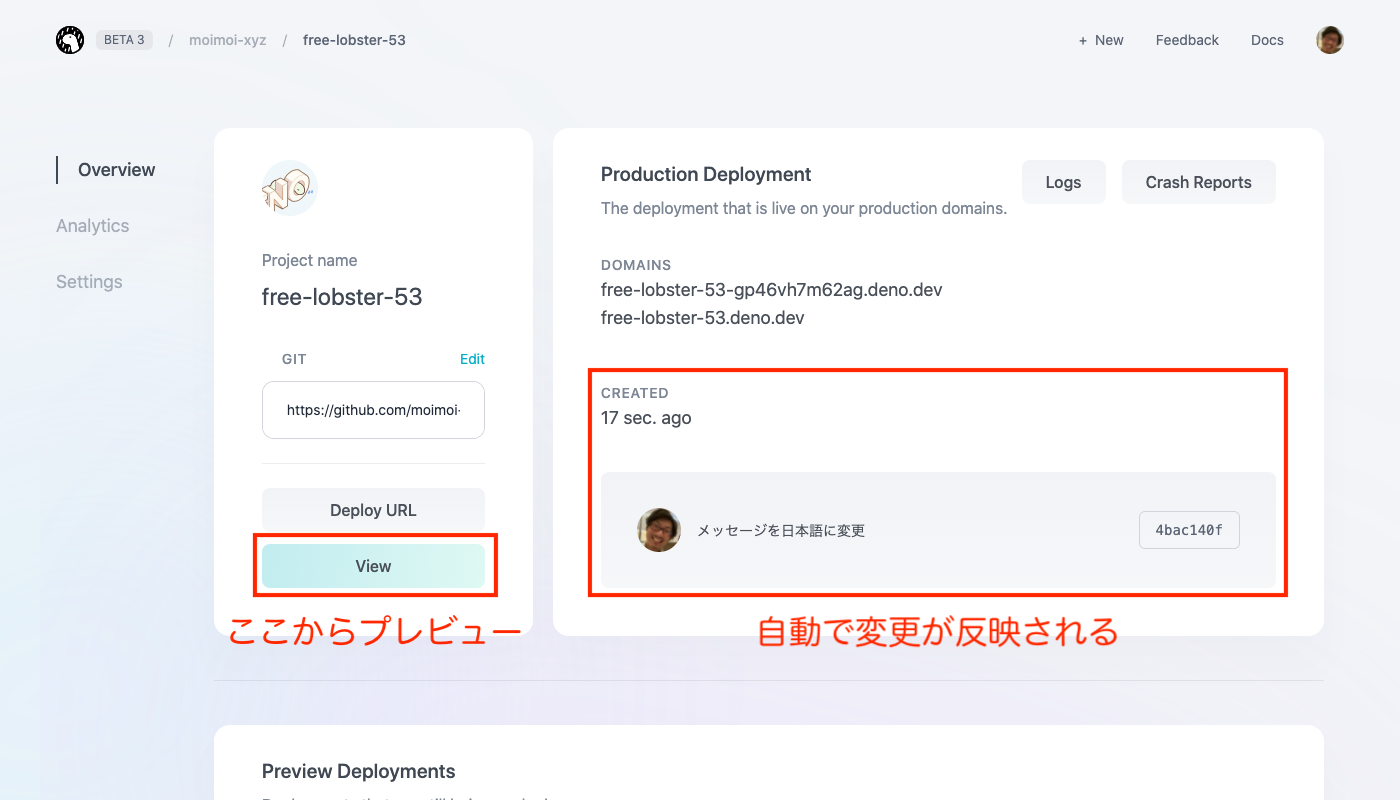 BETA 3 / moimoi-xyz / free-lobster-53
+ New Feedback Docs
Overview
Analytics
Settings
NO
Project name
free-lobster-53
GIT Edit
https://github.com/moimoi-
Deploy URL
View
ここからプレビュー
Production Deployment
The deployment that is live on your production domains.
Logs
Crash Reports
DOMAINS
free-lobster-53-gp46vh7m62ag.deno.dev
free-lobster-53.deno.dev
CREATED
17 sec. ago
メッセージを日本語に変更
4bac140f
自動で変更が反映される
Preview Deployments